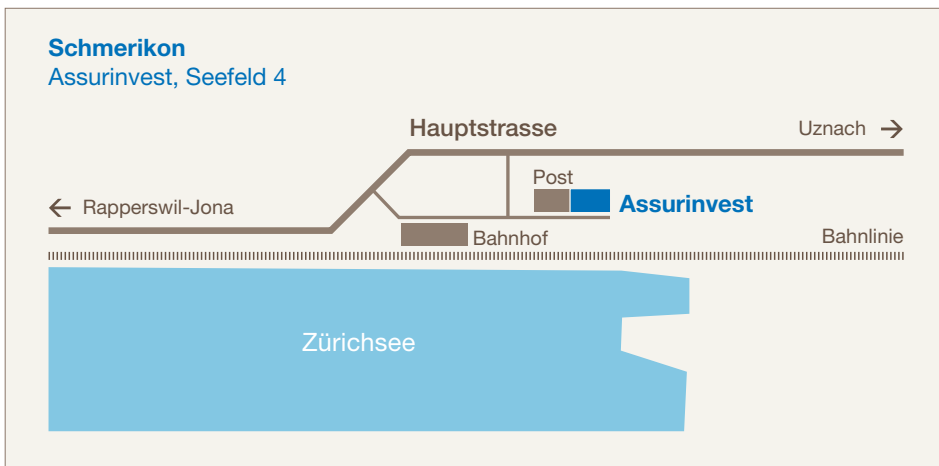 Schmerikon
Assurinvest, Seefeld 4
Hauptstrasse
Uznach →
Post
Assurinvest
← Rapperswil-Jona
Bahnhof
Bahnlinie
Zürichsee